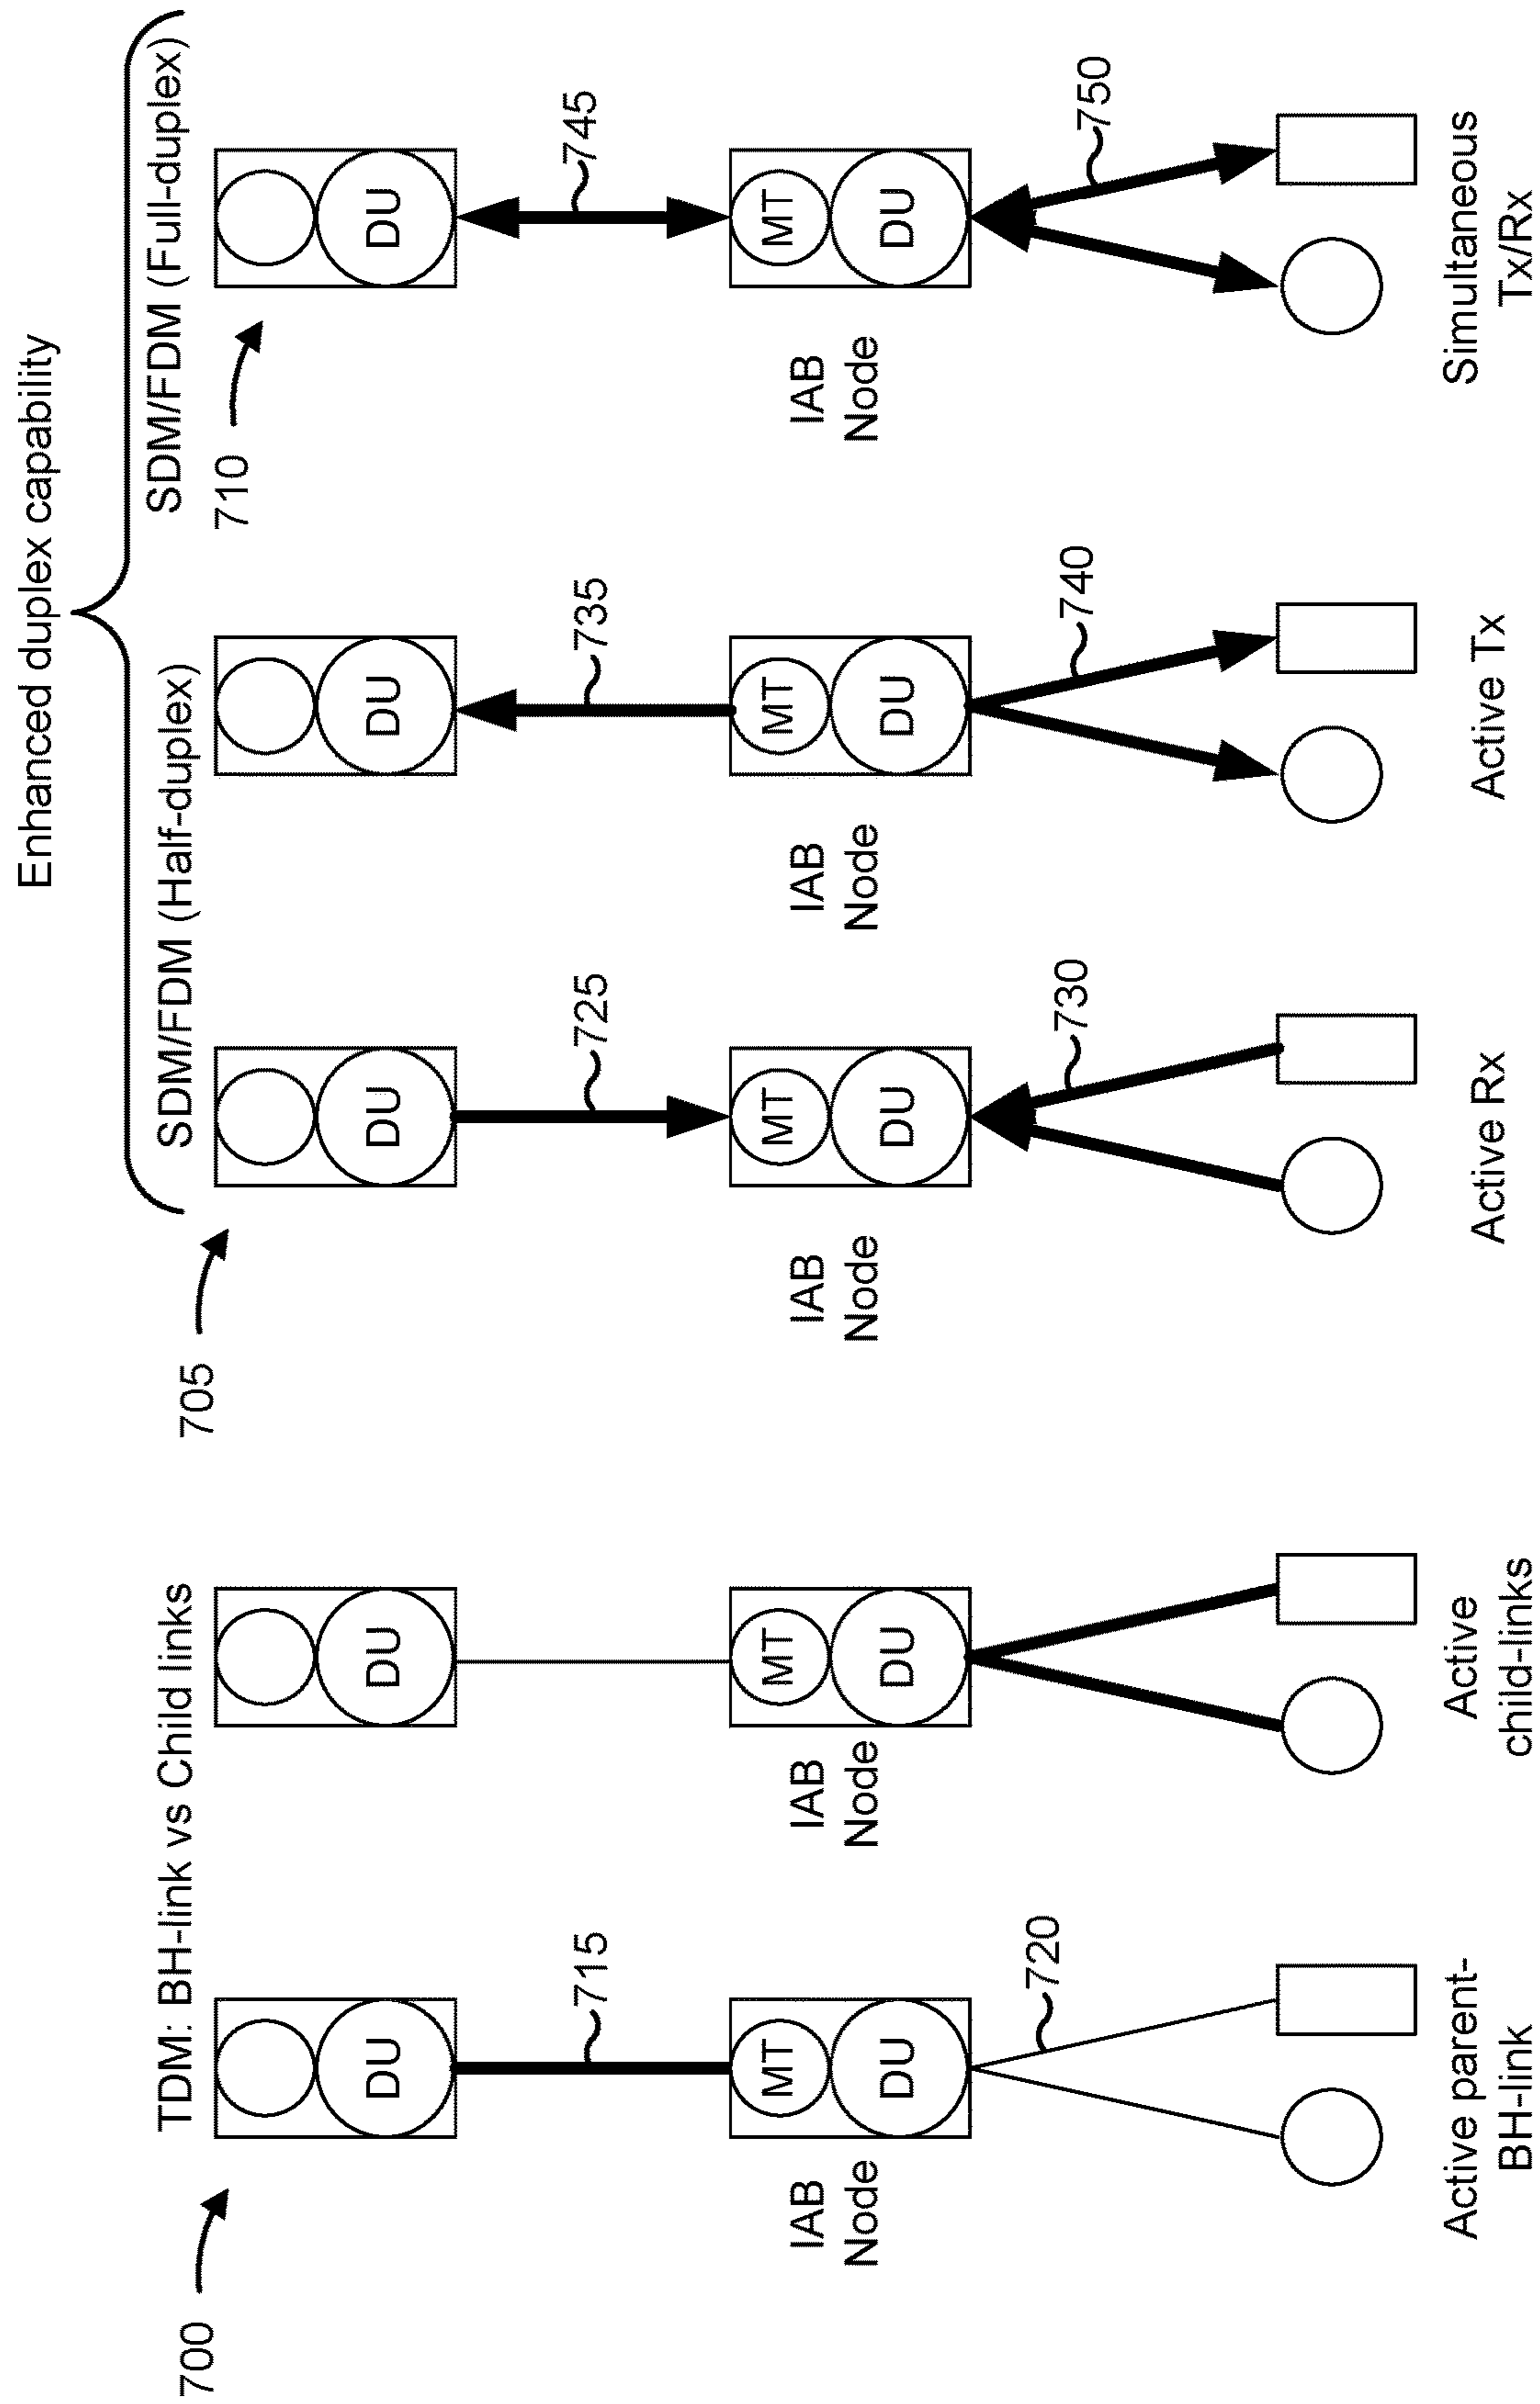 Enhanced duplex capability
TDM: BH-link vs Child links
SDM/FDM (Half-duplex)
SDM/FDM (Full-duplex)
700
705
710
DU
DU
DU
DU
DU
715
725
735
745
IAB
Node
MT
DU
IAB
Node
MT
DU
IAB
Node
MT
DU
IAB
Node
MT
DU
IAB
Node
MT
DU
720
730
740
750
Active parent-
BH-link
Active
child-links
Active Rx
Active Tx
Simultaneous
Tx/Rx